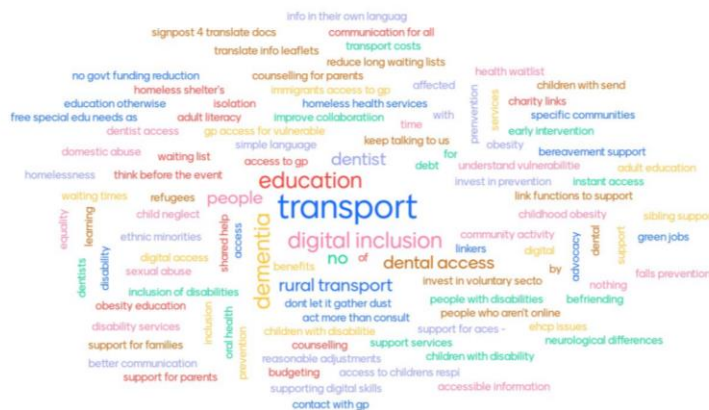 info in their own languag
signpost 4 translate docs
communication for all
translate info leaflets
transport costs
reduce long waiting lists
no govt funding reduction
counselling for parents
affected
health waitlist
homeless shelter's
immigrants access to gp
children with send
education otherwise
isolation
homeless health services
with
prenvention
services
charity links
free special edu needs as
adult literacy
improve collaboratiion
time
specific communities
dentist access
gp access for vulnerable
keep talking to us
early intervention
simple language
obesity
bereavement support
domestic abuse
waiting list
access to gp
dentist
debt
for
understand vulnerabilitie
adult education
homelessness
think before the event
education
invest in prevention
instant access
waiting times
refugees
people
transport
link functions to support
equality
learning
child neglect
shared help
access
dementia
childhood obesity
sibling suppo
ethnic minorities
digital inclusion
community activity
advocacy
dental
support
green jobs
dentists
disability
digital access
no
of
linkers
digital
sexual abuse
benefits
dental access
by
falls prevention
inclusion of disabilities
rural transport
invest in voluntary secto
nothing
obesity education
inclusion
oral health
prevention
dont let it gather dust
people with disabilities
befriending
disability services
act more than consult
people who aren't online
support for families
children with disabilitie
support for aces -
ehcp issues
neurological differences
better communication
counselling
support services
reasonable adjustments
children with disability
support for parents
budgeting
access to childrens respi
supporting digital skills
accessible information
contact with gp